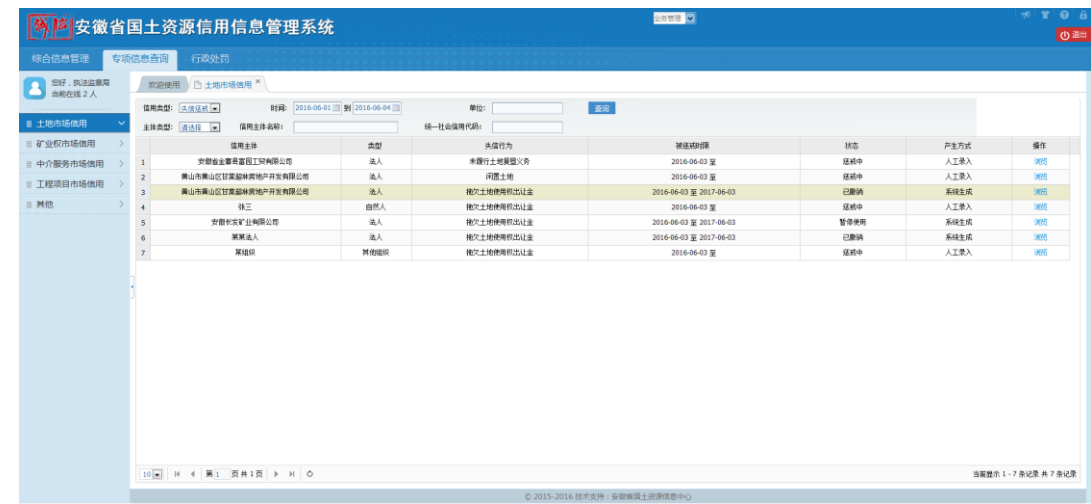 诚信 安徽省国土资源信用信息管理系统 业务管理
退出
综合信息管理 专项信息查询 行政处罚
您好，执法监察局
当前在线 2 人
欢迎使用 土地市场信用 ×
信用类型: 失信惩戒 时间: 2016-06-01 到 2016-06-04 单位: 查询
主体类型: 请选择 信用主体名称: 统一社会信用代码:
土地市场信用
矿业权市场信用
中介服务市场信用
工程项目市场信用
其他
信用主体 类型 失信行为 被惩戒时限 状态 产生方式 操作
1 安徽省金寨县富园工贸有限公司 法人 未履行土地复垦义务 2016-06-03 至 惩戒中 人工录入 浏览
2 黄山市黄山区甘棠翩林房地产开发有限公司 法人 闲置土地 2016-06-03 至 惩戒中 人工录入 浏览
3 黄山市黄山区甘棠翩林房地产开发有限公司 法人 拖欠土地使用权出让金 2016-06-03 至 2017-06-03 已撤销 系统生成 浏览
4 张三 自然人 拖欠土地使用权出让金 2016-06-03 至 惩戒中 人工录入 浏览
5 安徽长发矿业有限公司 法人 拖欠土地使用权出让金 2016-06-03 至 2017-06-03 暂停使用 系统生成 浏览
6 某某法人 法人 拖欠土地使用权出让金 2016-06-03 至 2017-06-03 已撤销 系统生成 浏览
7 某组织 其他组织 拖欠土地使用权出让金 2016-06-03 至 惩戒中 人工录入 浏览
10 第 1 页 共 1 页 当前显示 1 - 7 条记录 共 7 条记录
© 2015-2016 技术支持：安徽省国土资源信息中心